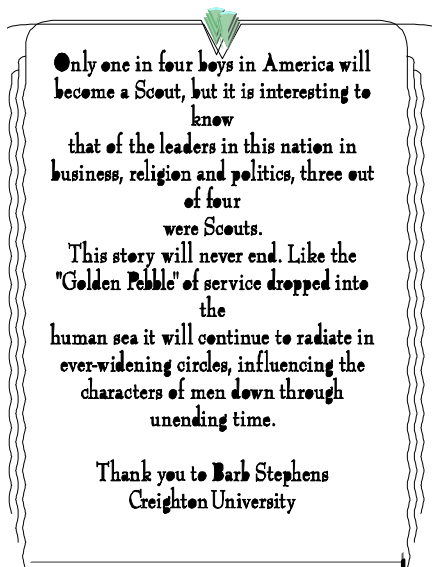 Only one in four boys in America will
become a Scout, but it is interesting to
know
that of the leaders in this nation in
business, religion and politics, three out
of four
were Scouts.
This story will never end. Like the
"Golden Pebble" of service dropped into
the
human sea it will continue to radiate in
ever-widening circles, influencing the
characters of men down through
unending time.
Thank you to Barb Stephens
Creighton University